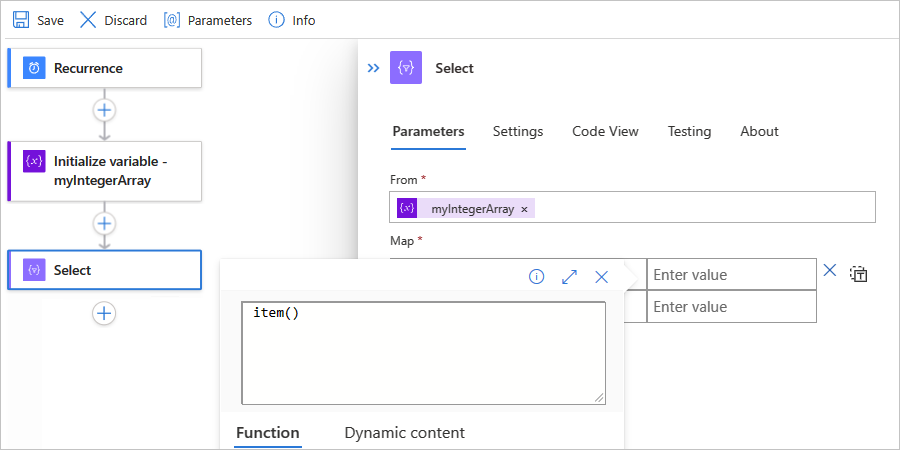 Save Discard Parameters Info
Recurrence
Initialize variable -
myIntegerArray
Select
Select
Parameters Settings Code View Testing About
From *
{x} myIntegerArray ×
Map *
Enter value
Enter value
item()
Function Dynamic content